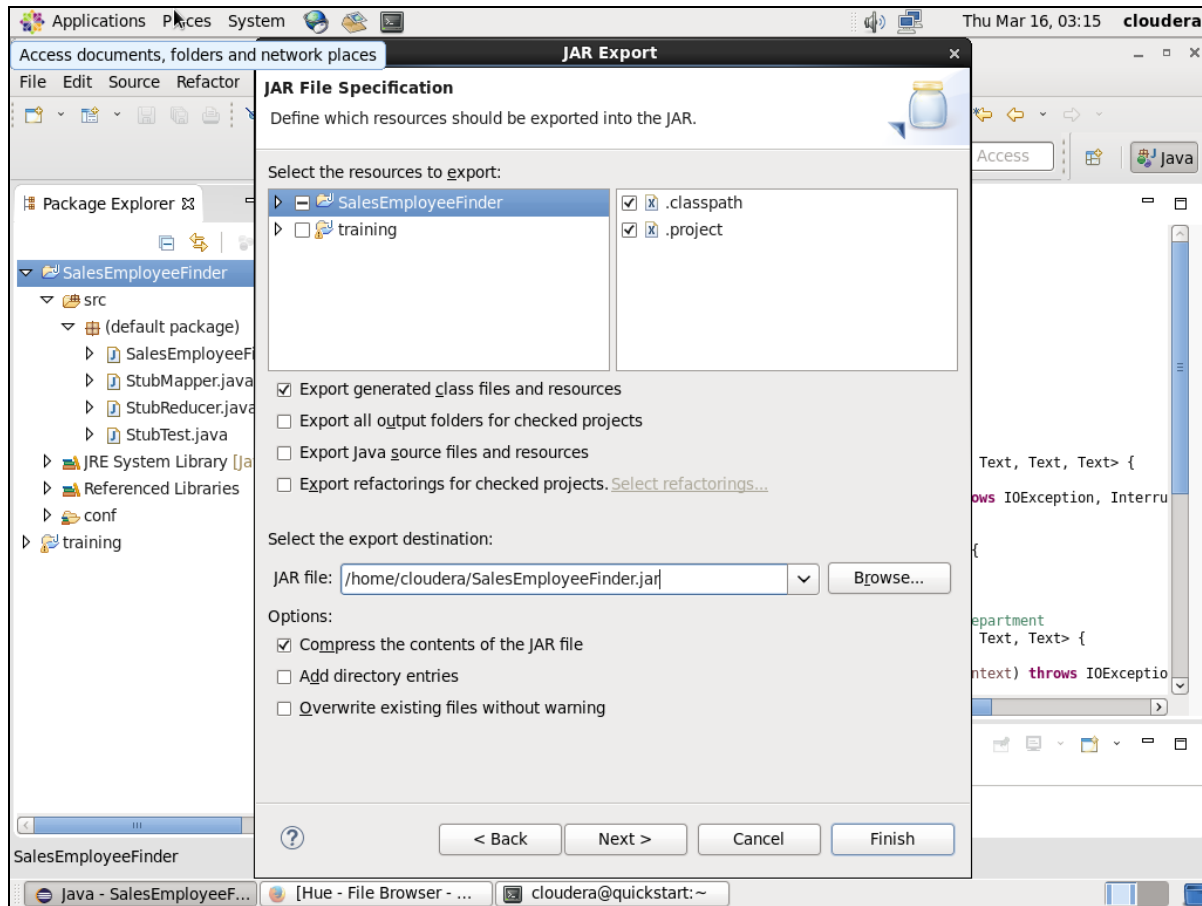 Applications Places System Thu Mar 16, 03:15 cloudera
Access documents, folders and network places
JAR Export
File Edit Source Refactor
JAR File Specification
Define which resources should be exported into the JAR.
Access
Java
Select the resources to export:
Package Explorer
SalesEmployeeFinder
training
.classpath
.project
SalesEmployeeFinder
src
(default package)
SalesEmployeeFi
StubMapper.java
StubReducer.java
StubTest.java
JRE System Library [Ja
Referenced Libraries
conf
training
Export generated class files and resources
Export all output folders for checked projects
Export Java source files and resources
Export refactorings for checked projects. Select refactorings...
Select the export destination:
JAR file: /home/cloudera/SalesEmployeeFinder.jar
Browse...
Options:
Compress the contents of the JAR file
Add directory entries
Overwrite existing files without warning
Text, Text, Text> {
ows IOException, Interru
{
epartment
Text, Text> {
ntext) throws IOExceptio
? < Back Next > Cancel Finish
SalesEmployeeFinder
Java - SalesEmployeeF... [Hue - File Browser - ... cloudera@quickstart:~